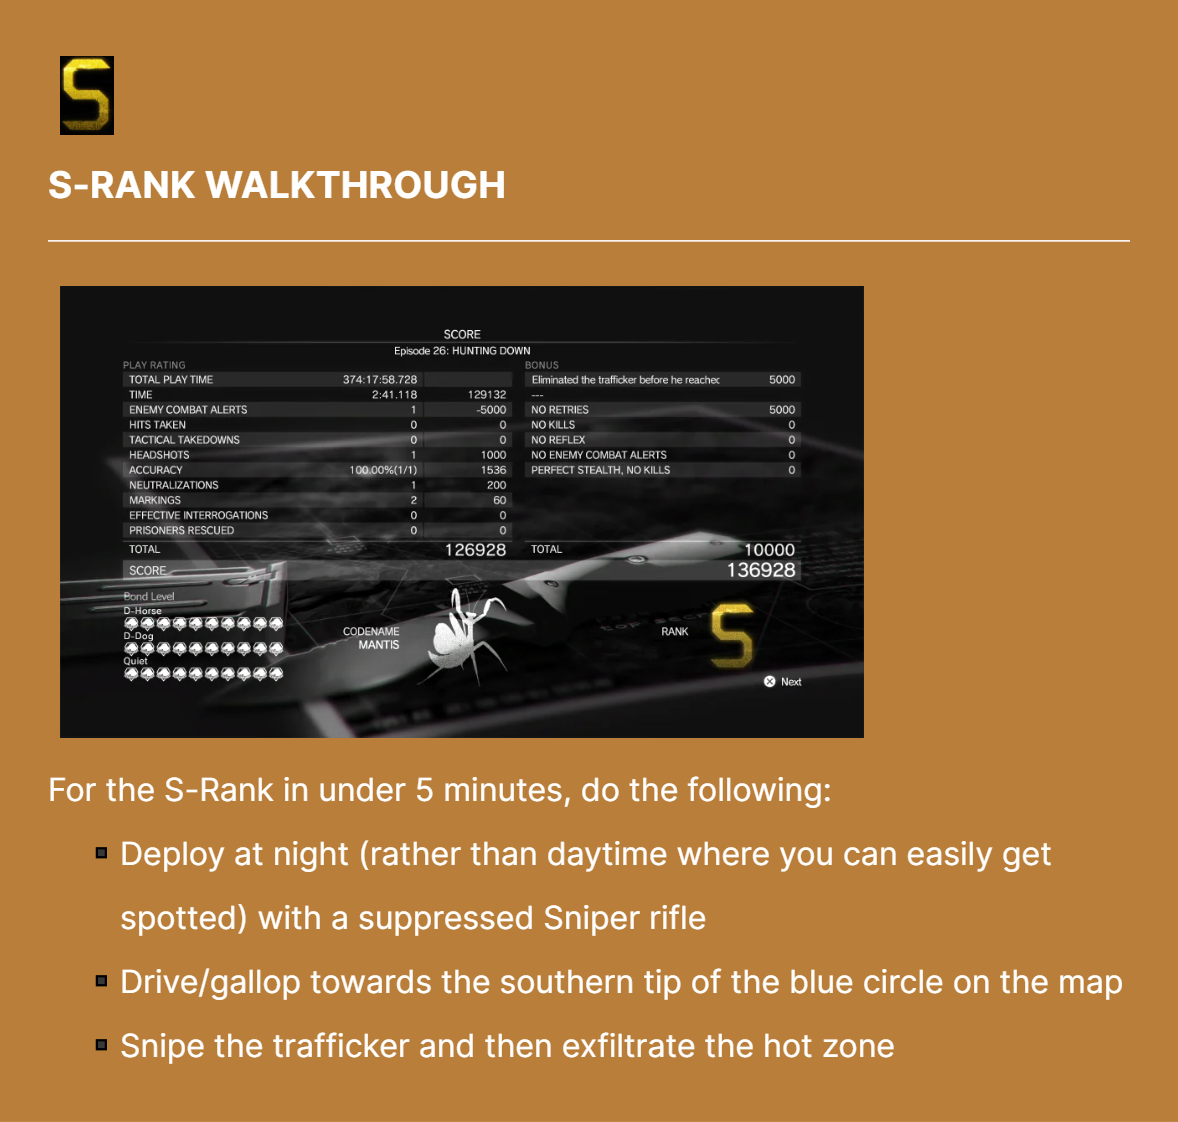 S
S-RANK WALKTHROUGH
SCORE
Episode 26: HUNTING DOWN
PLAY RATING
TOTAL PLAY TIME 374:17:58.728
TIME 2:41.118 129132
ENEMY COMBAT ALERTS 1 -5000
HITS TAKEN 0 0
TACTICAL TAKEDOWNS 0 0
HEADSHOTS 1 1000
ACCURACY 100.00%(1/1) 1536
NEUTRALIZATIONS 1 200
MARKINGS 2 60
EFFECTIVE INTERROGATIONS 0 0
PRISONERS RESCUED 0 0
TOTAL 126928
BONUS
Eliminated the trafficker before he reached 5000
---
NO RETRIES 5000
NO KILLS 0
NO REFLEX 0
NO ENEMY COMBAT ALERTS 0
PERFECT STEALTH, NO KILLS 0
TOTAL 10000
SCORE 136928
Bond Level
D-Horse
D-Dog
Quiet
CODENAME
MANTIS
RANK S
Next
For the S-Rank in under 5 minutes, do the following:
Deploy at night (rather than daytime where you can easily get
spotted) with a suppressed Sniper rifle
Drive/gallop towards the southern tip of the blue circle on the map
Snipe the trafficker and then exfiltrate the hot zone